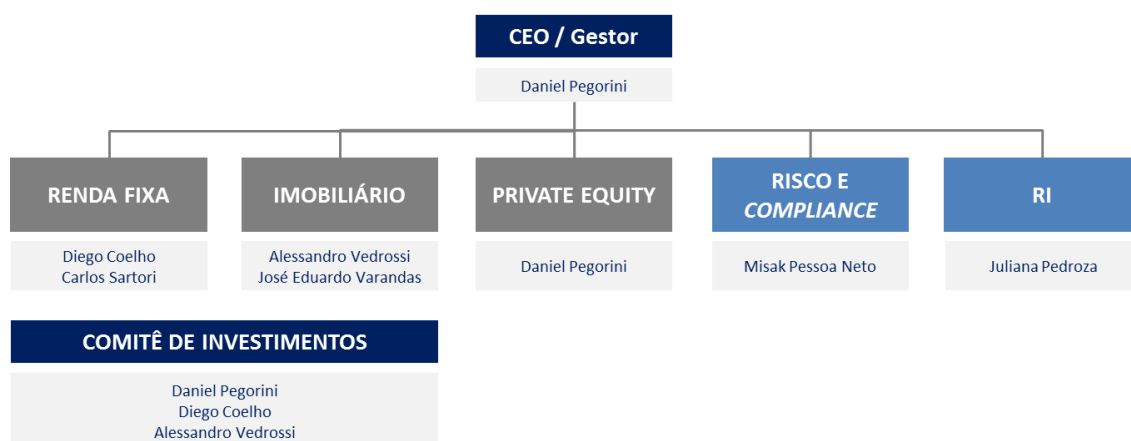 CEO / Gestor
Daniel Pegorini
RENDA FIXA
Diego Coelho
Carlos Sartori
IMOBILIÁRIO
Alessandro Vedrossi
José Eduardo Varandas
PRIVATE EQUITY
Daniel Pegorini
RISCO E
COMPLIANCE
Misak Pessoa Neto
RI
Juliana Pedroza
COMITÊ DE INVESTIMENTOS
Daniel Pegorini
Diego Coelho
Alessandro Vedrossi